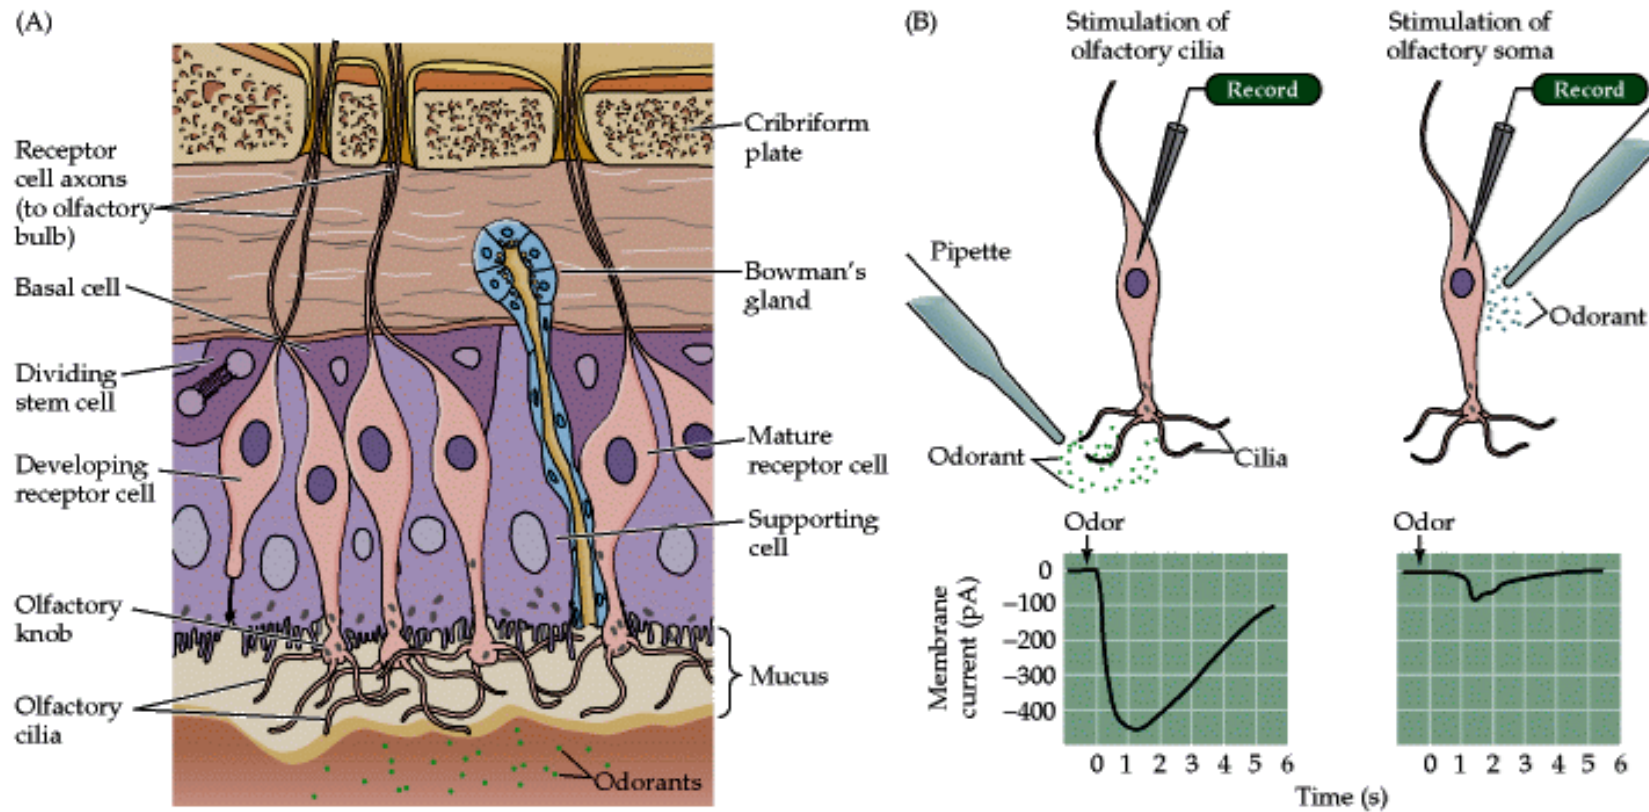 (A)
Receptor
cell axons
(to olfactory
bulb)
Basal cell
Dividing
stem cell
Developing
receptor cell
Olfactory
knob
Olfactory
cilia
Cribriform
plate
Bowman's
gland
Mature
receptor cell
Supporting
cell
Mucus
Odorants
(B)
Stimulation of
olfactory cilia
Record
Pipette
Odorant
Cilia
Stimulation of
olfactory soma
Record
Odorant
Odor
Membrane
current (pA)
0
−100
−200
−300
−400
0 1 2 3 4 5 6
Odor
0 1 2 3 4 5 6
Time (s)